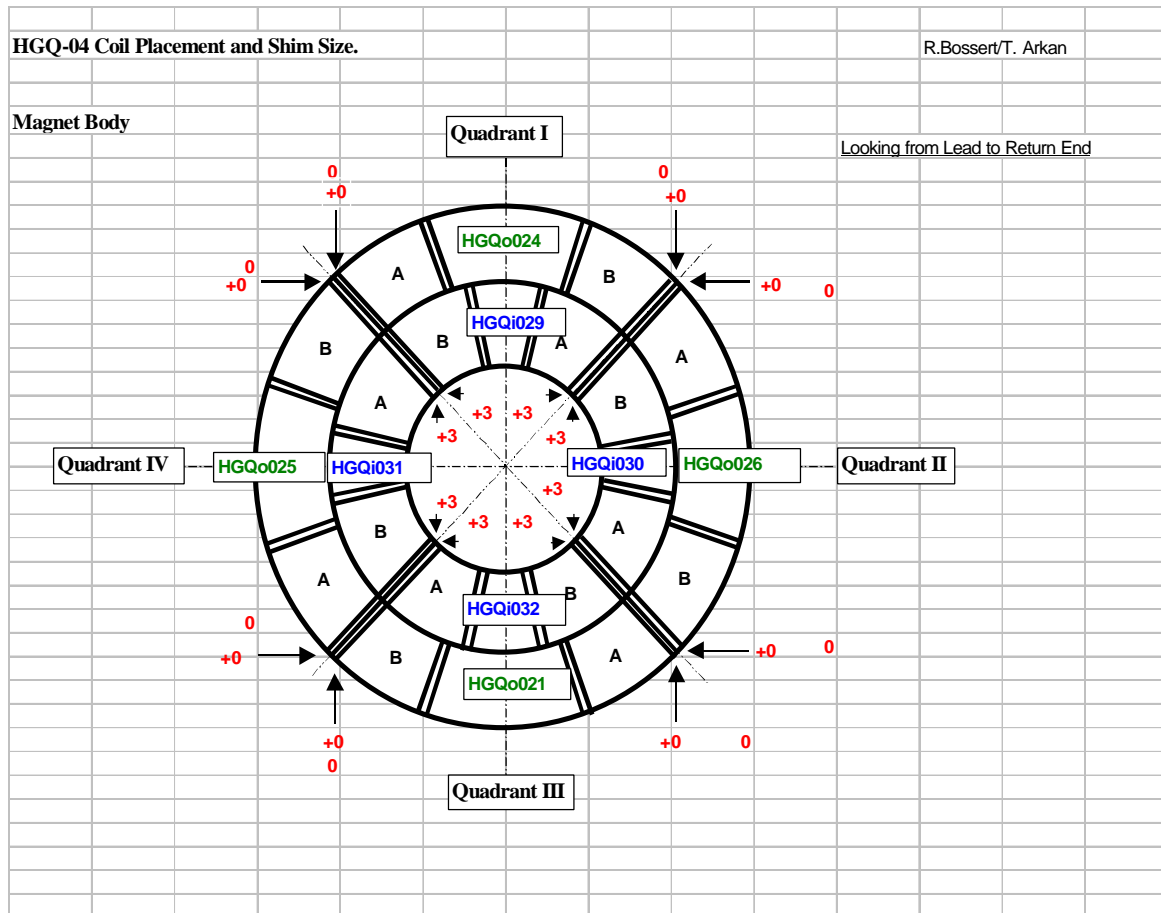 HGQ-04 Coil Placement and Shim Size.
R.Bossert/T. Arkan
Magnet Body
Quadrant I
Looking from Lead to Return End
0
0
+0
+0
HGQo024
0
A
B
+0
+0
0
HGQi029
B
B
A
A
A
B
+3
+3
+3
+3
Quadrant IV
HGQo025
HGQi031
HGQi030
HGQo026
Quadrant II
+3
+3
+3
+3
B
A
A
A
B
B
HGQi032
0
B
A
+0
+0
0
HGQo021
+0
+0
0
0
Quadrant III